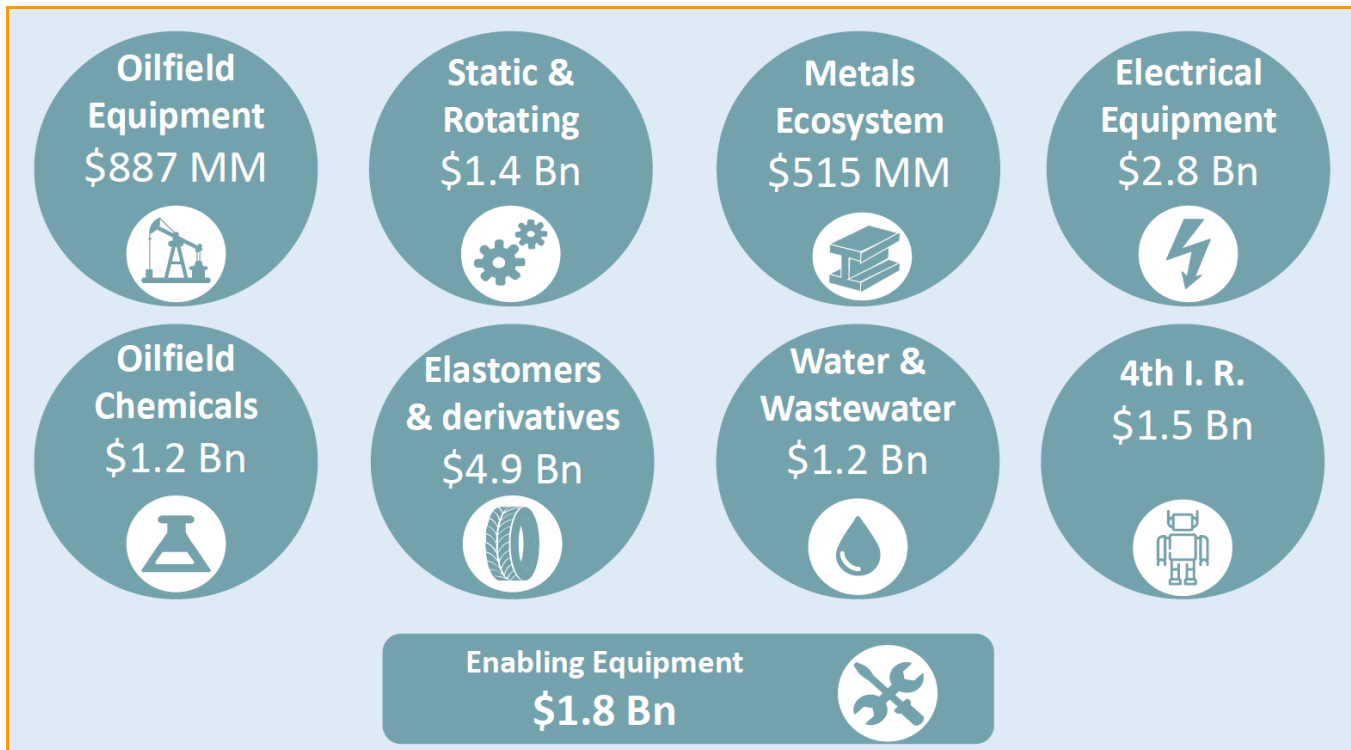 Oilfield
Equipment
$887 MM
Static &
Rotating
$1.4 Bn
Metals
Ecosystem
$515 MM
Electrical
Equipment
$2.8 Bn
Oilfield
Chemicals
$1.2 Bn
Elastomers
& derivatives
$4.9 Bn
Water &
Wastewater
$1.2 Bn
4th I. R.
$1.5 Bn
Enabling Equipment
$1.8 Bn